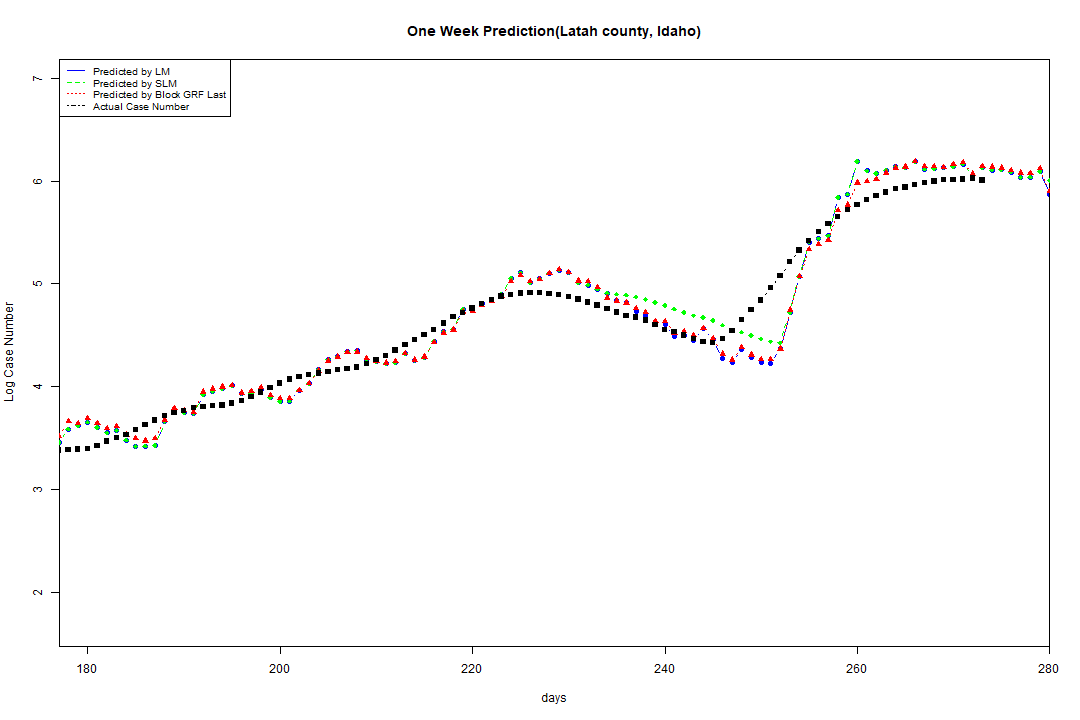 One Week Prediction(Latah county, Idaho)
Predicted by LM
Predicted by SLM
Predicted by Block GRF Last
Actual Case Number
7
6
5
4
3
2
Log Case Number
180 200 220 240 260 280
days